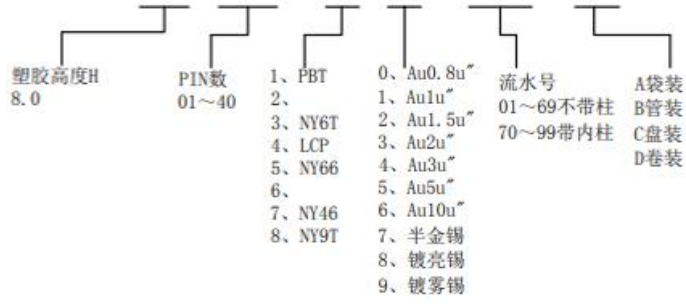 塑胶高度H
8.0
PIN数
01～40
1、PBT
2、
3、NY6T
4、LCP
5、NY66
6、
7、NY46
8、NY9T
0、Au0.8u″
1、Au1u″
2、Au1.5u″
3、Au2u″
4、Au3u″
5、Au5u″
6、Au10u″
7、半金锡
8、镀亮锡
9、镀雾锡
流水号
01～69不带柱
70～99带内柱
A袋装
B管装
C盘装
D卷装